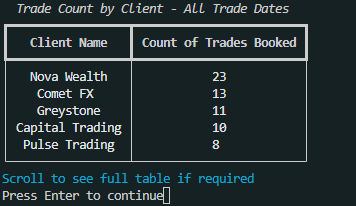 Trade Count by Client - All Trade Dates
Client Name Count of Trades Booked
Nova Wealth 23
Comet FX 13
Greystone 11
Capital Trading 10
Pulse Trading 8
Scroll to see full table if required
Press Enter to continue